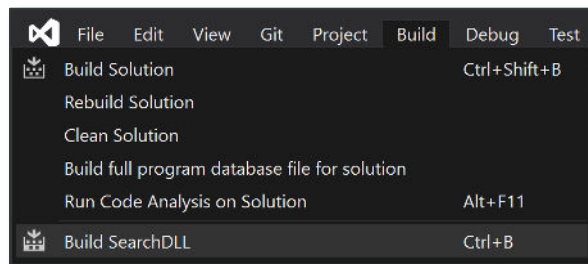 File Edit View Git Project Build Debug Test
Build Solution Ctrl+Shift+B
Rebuild Solution
Clean Solution
Build full program database file for solution
Run Code Analysis on Solution Alt+F11
Build SearchDLL Ctrl+B